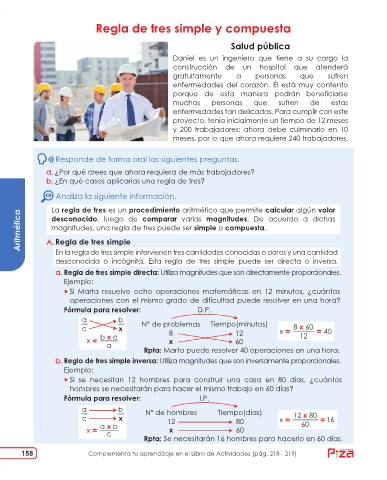 Regla de tres simple y compuesta
Salud pública
Daniel es un ingeniero que tiene a su cargo la
construcción de un hospital que atenderá
gratuitamente a personas que sufren
enfermedades del corazón. Él está muy contento
porque de esta manera podrán beneficiarse
muchas personas que sufren de estas
enfermedades tan delicadas. Para cumplir con este
proyecto, tenía inicialmente un tiempo de 12 meses
y 200 trabajadores; ahora debe culminarlo en 10
meses, por lo que ahora requiere 240 trabajadores.
Responde de forma oral las siguientes preguntas.
a. ¿Por qué crees que ahora requiera de más trabajadores?
b. ¿En qué casos aplicarías una regla de tres?
Analiza la siguiente información.
La regla de tres es un procedimiento aritmético que permite calcular algún valor
desconocido, luego de comparar varias magnitudes. De acuerdo a dichas
magnitudes, una regla de tres puede ser simple o compuesta.
A. Regla de tres simple
En la regla de tres simple intervienen tres cantidades conocidas o datos y una cantidad
desconocida o incógnita. Esta regla de tres simple puede ser directa o inversa.
a. Regla de tres simple directa: Utiliza magnitudes que son directamente proporcionales.
Ejemplo:
Si Marta resuelve ocho operaciones matemáticas en 12 minutos, ¿cuántas
operaciones con el mismo grado de dificultad puede resolver en una hora?
Fórmula para resolver: D.P.
a b
c x
x = b x c
a
N° de problemas Tiempo(minutos)
8 12
x 60
x = 8 x 60 = 40
12
Rpta: Marta puede resolver 40 operaciones en una hora.
b. Regla de tres simple inversa: Utiliza magnitudes que son inversamente proporcionales.
Ejemplo:
Si se necesitan 12 hombres para construir una casa en 80 días, ¿cuántos
hombres se necesitarán para hacer el mismo trabajo en 60 días?
Fórmula para resolver: I.P.
a b
c x
x = a x b
c
N° de hombres Tiempo(días)
12 80
x 60
x = 12 x 80 = 16
60
Rpta: Se necesitarán 16 hombres para hacerlo en 60 días.
Aritmética
158 Complementa tu aprendizaje en el Libro de Actividades (pág. 218 - 219)